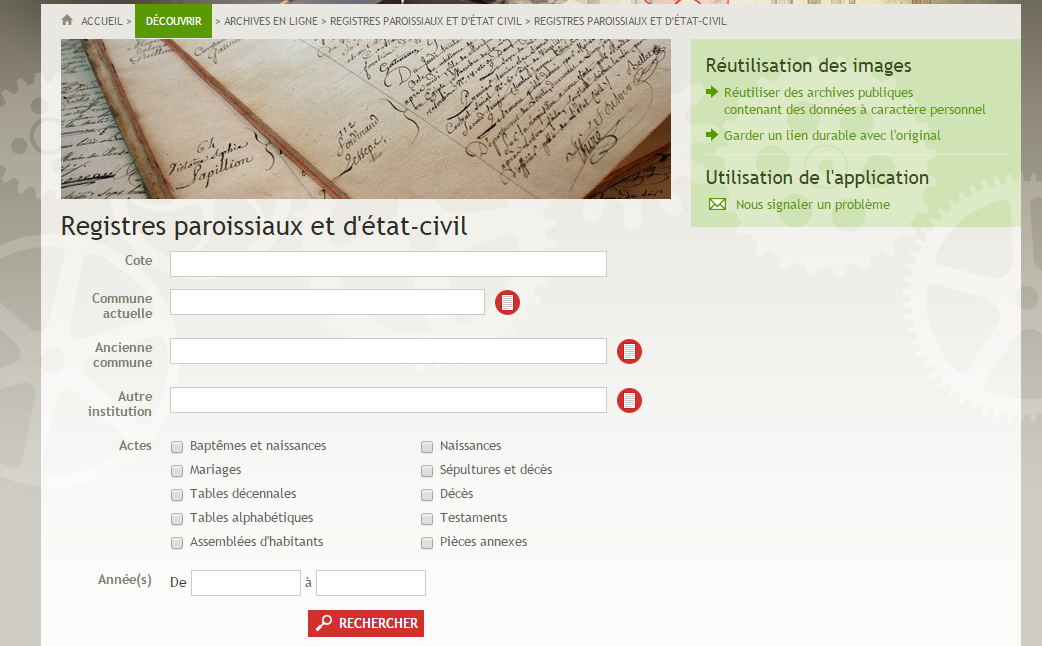 ACCUEIL > DÉCOUVRIR > ARCHIVES EN LIGNE > REGISTRES PAROISSIAUX ET D'ÉTAT CIVIL > REGISTRES PAROISSIAUX ET D'ÉTAT-CIVIL
64
Papillion
Ferdinand
Réutilisation des images
Réutiliser des archives publiques
contenant des données à caractère personnel
Garder un lien durable avec l'original
Utilisation de l'application
Nous signaler un problème
Registres paroissiaux et d'état-civil
Cote
Commune
actuelle
Ancienne
commune
Autre
institution
Actes
Baptêmes et naissances
Naissances
Mariages
Sépultures et décès
Tables décennales
Décès
Tables alphabétiques
Testaments
Assemblées d'habitants
Pièces annexes
Année(s) De à
RECHERCHER